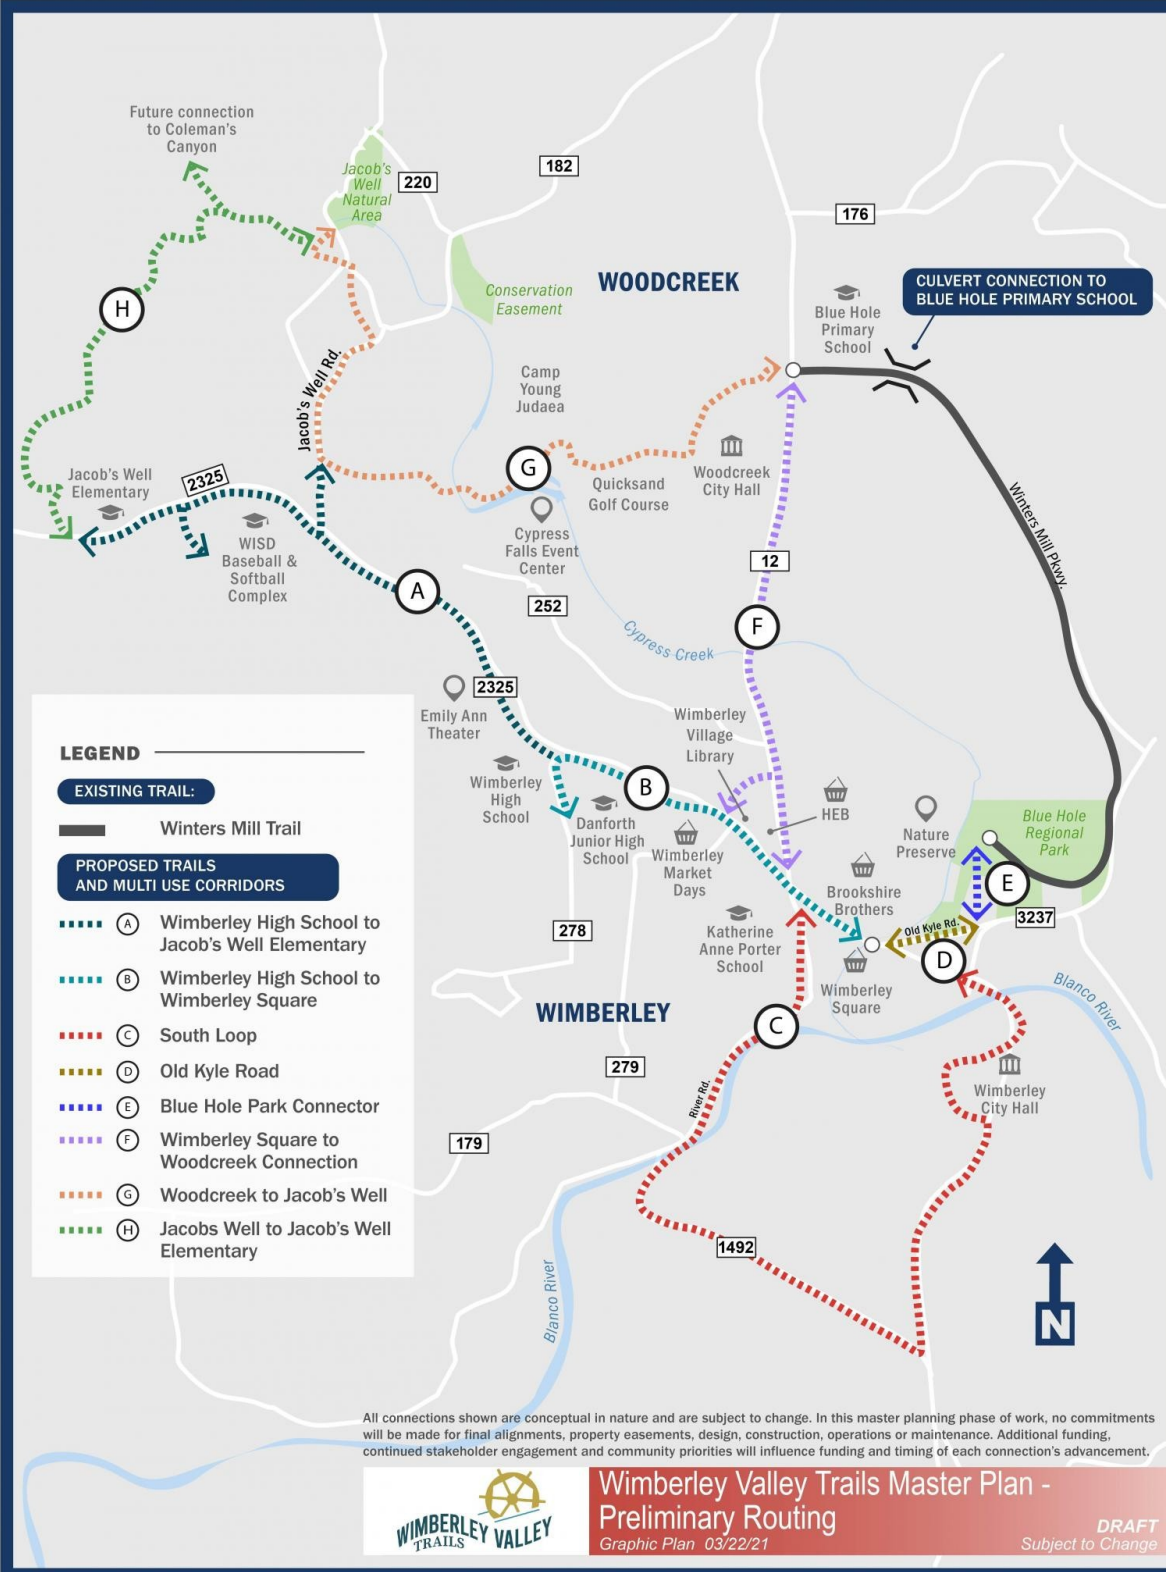 Future connection
to Coleman's
Canyon
Jacob's
Well
Natural
Area
220
182
176
Conservation
Easement
WOODCREEK
CULVERT CONNECTION TO
BLUE HOLE PRIMARY SCHOOL
Blue Hole
Primary
School
H
Jacob's Well Rd.
Camp
Young
Judaea
G
Quicksand
Golf Course
Woodcreek
City Hall
Winters Mill Pkwy.
Jacob's Well
Elementary
2325
WISD
Baseball &
Softball
Complex
Cypress
Falls Event
Center
12
A
252
F
Cypress Creek
2325
Emily Ann
Theater
Wimberley
Village
Library
Wimberley
High
School
B
Danforth
Junior High
School
Wimberley
Market
Days
HEB
Nature
Preserve
Blue Hole
Regional
Park
E
Brookshire
Brothers
3237
Old Kyle Rd.
D
278
Katherine
Anne Porter
School
Wimberley
Square
Blanco River
WIMBERLEY
C
279
River Rd.
Wimberley
City Hall
179
1492
Blanco River
N
LEGEND
EXISTING TRAIL:
Winters Mill Trail
PROPOSED TRAILS
AND MULTI USE CORRIDORS
A Wimberley High School to
Jacob's Well Elementary
B Wimberley High School to
Wimberley Square
C South Loop
D Old Kyle Road
E Blue Hole Park Connector
F Wimberley Square to
Woodcreek Connection
G Woodcreek to Jacob's Well
H Jacobs Well to Jacob's Well
Elementary
All connections shown are conceptual in nature and are subject to change. In this master planning phase of work, no commitments
will be made for final alignments, property easements, design, construction, operations or maintenance. Additional funding,
continued stakeholder engagement and community priorities will influence funding and timing of each connection's advancement.
WIMBERLEY VALLEY
TRAILS
Wimberley Valley Trails Master Plan -
Preliminary Routing
Graphic Plan 03/22/21
DRAFT
Subject to Change